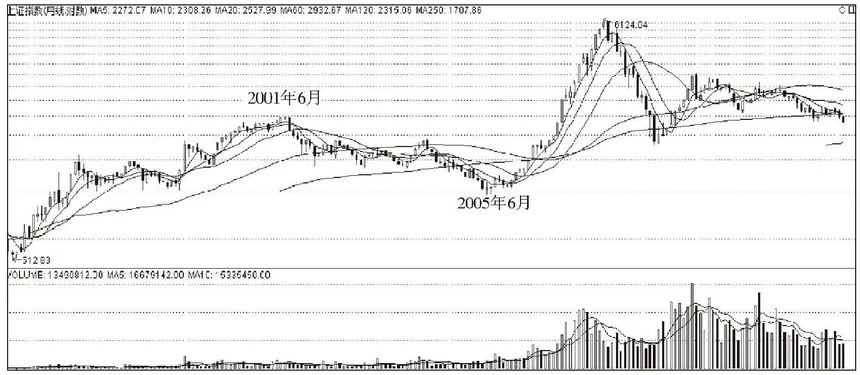 上证指数(月线,对数) MA5: 2272.07 MA10: 2308.26 MA20: 2527.99 MA60: 2932.67 MA120: 2315.06 MA250: 1707.86
6124.04
2001年6月
2005年6月
512.83
VOLUME: 13490812.00 MA5: 16679142.00 MA10: 15335450.00